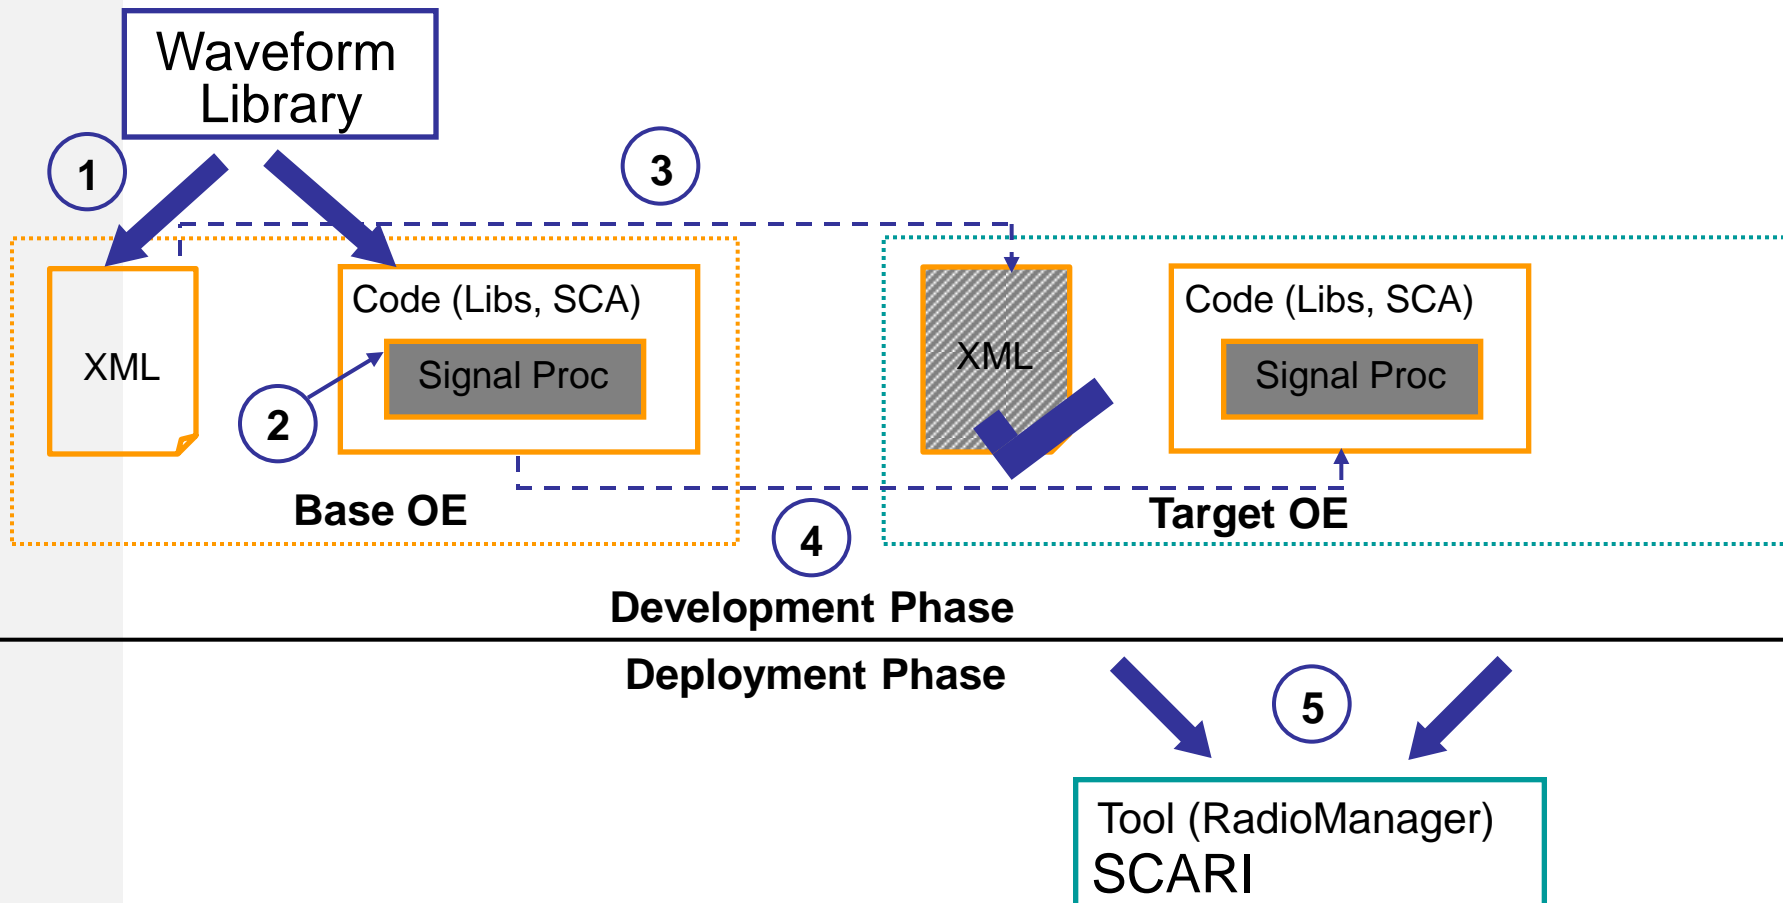 Waveform
Library
1
3
Code (Libs, SCA)
Code (Libs, SCA)
XML
Signal Proc
XML
Signal Proc
2
Base OE
Target OE
4
Development Phase
Deployment Phase
5
Tool (RadioManager)
SCARI